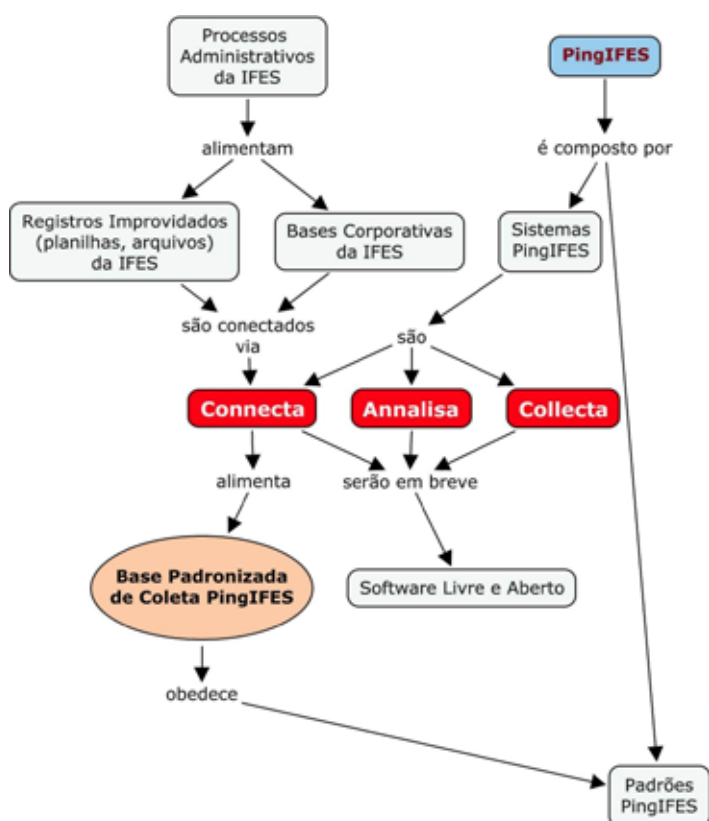 Processos
Administrativos
da IFES
PingIFES
alimentam
é composto por
Registros Improvidados
(planilhas, arquivos)
da IFES
Bases Corporativas
da IFES
Sistemas
PingIFES
são conectados
via
são
Connecta
Annalisa
Collecta
alimenta
serão em breve
Base Padronizada
de Coleta PingIFES
Software Livre e Aberto
obedece
Padrões
PingIFES